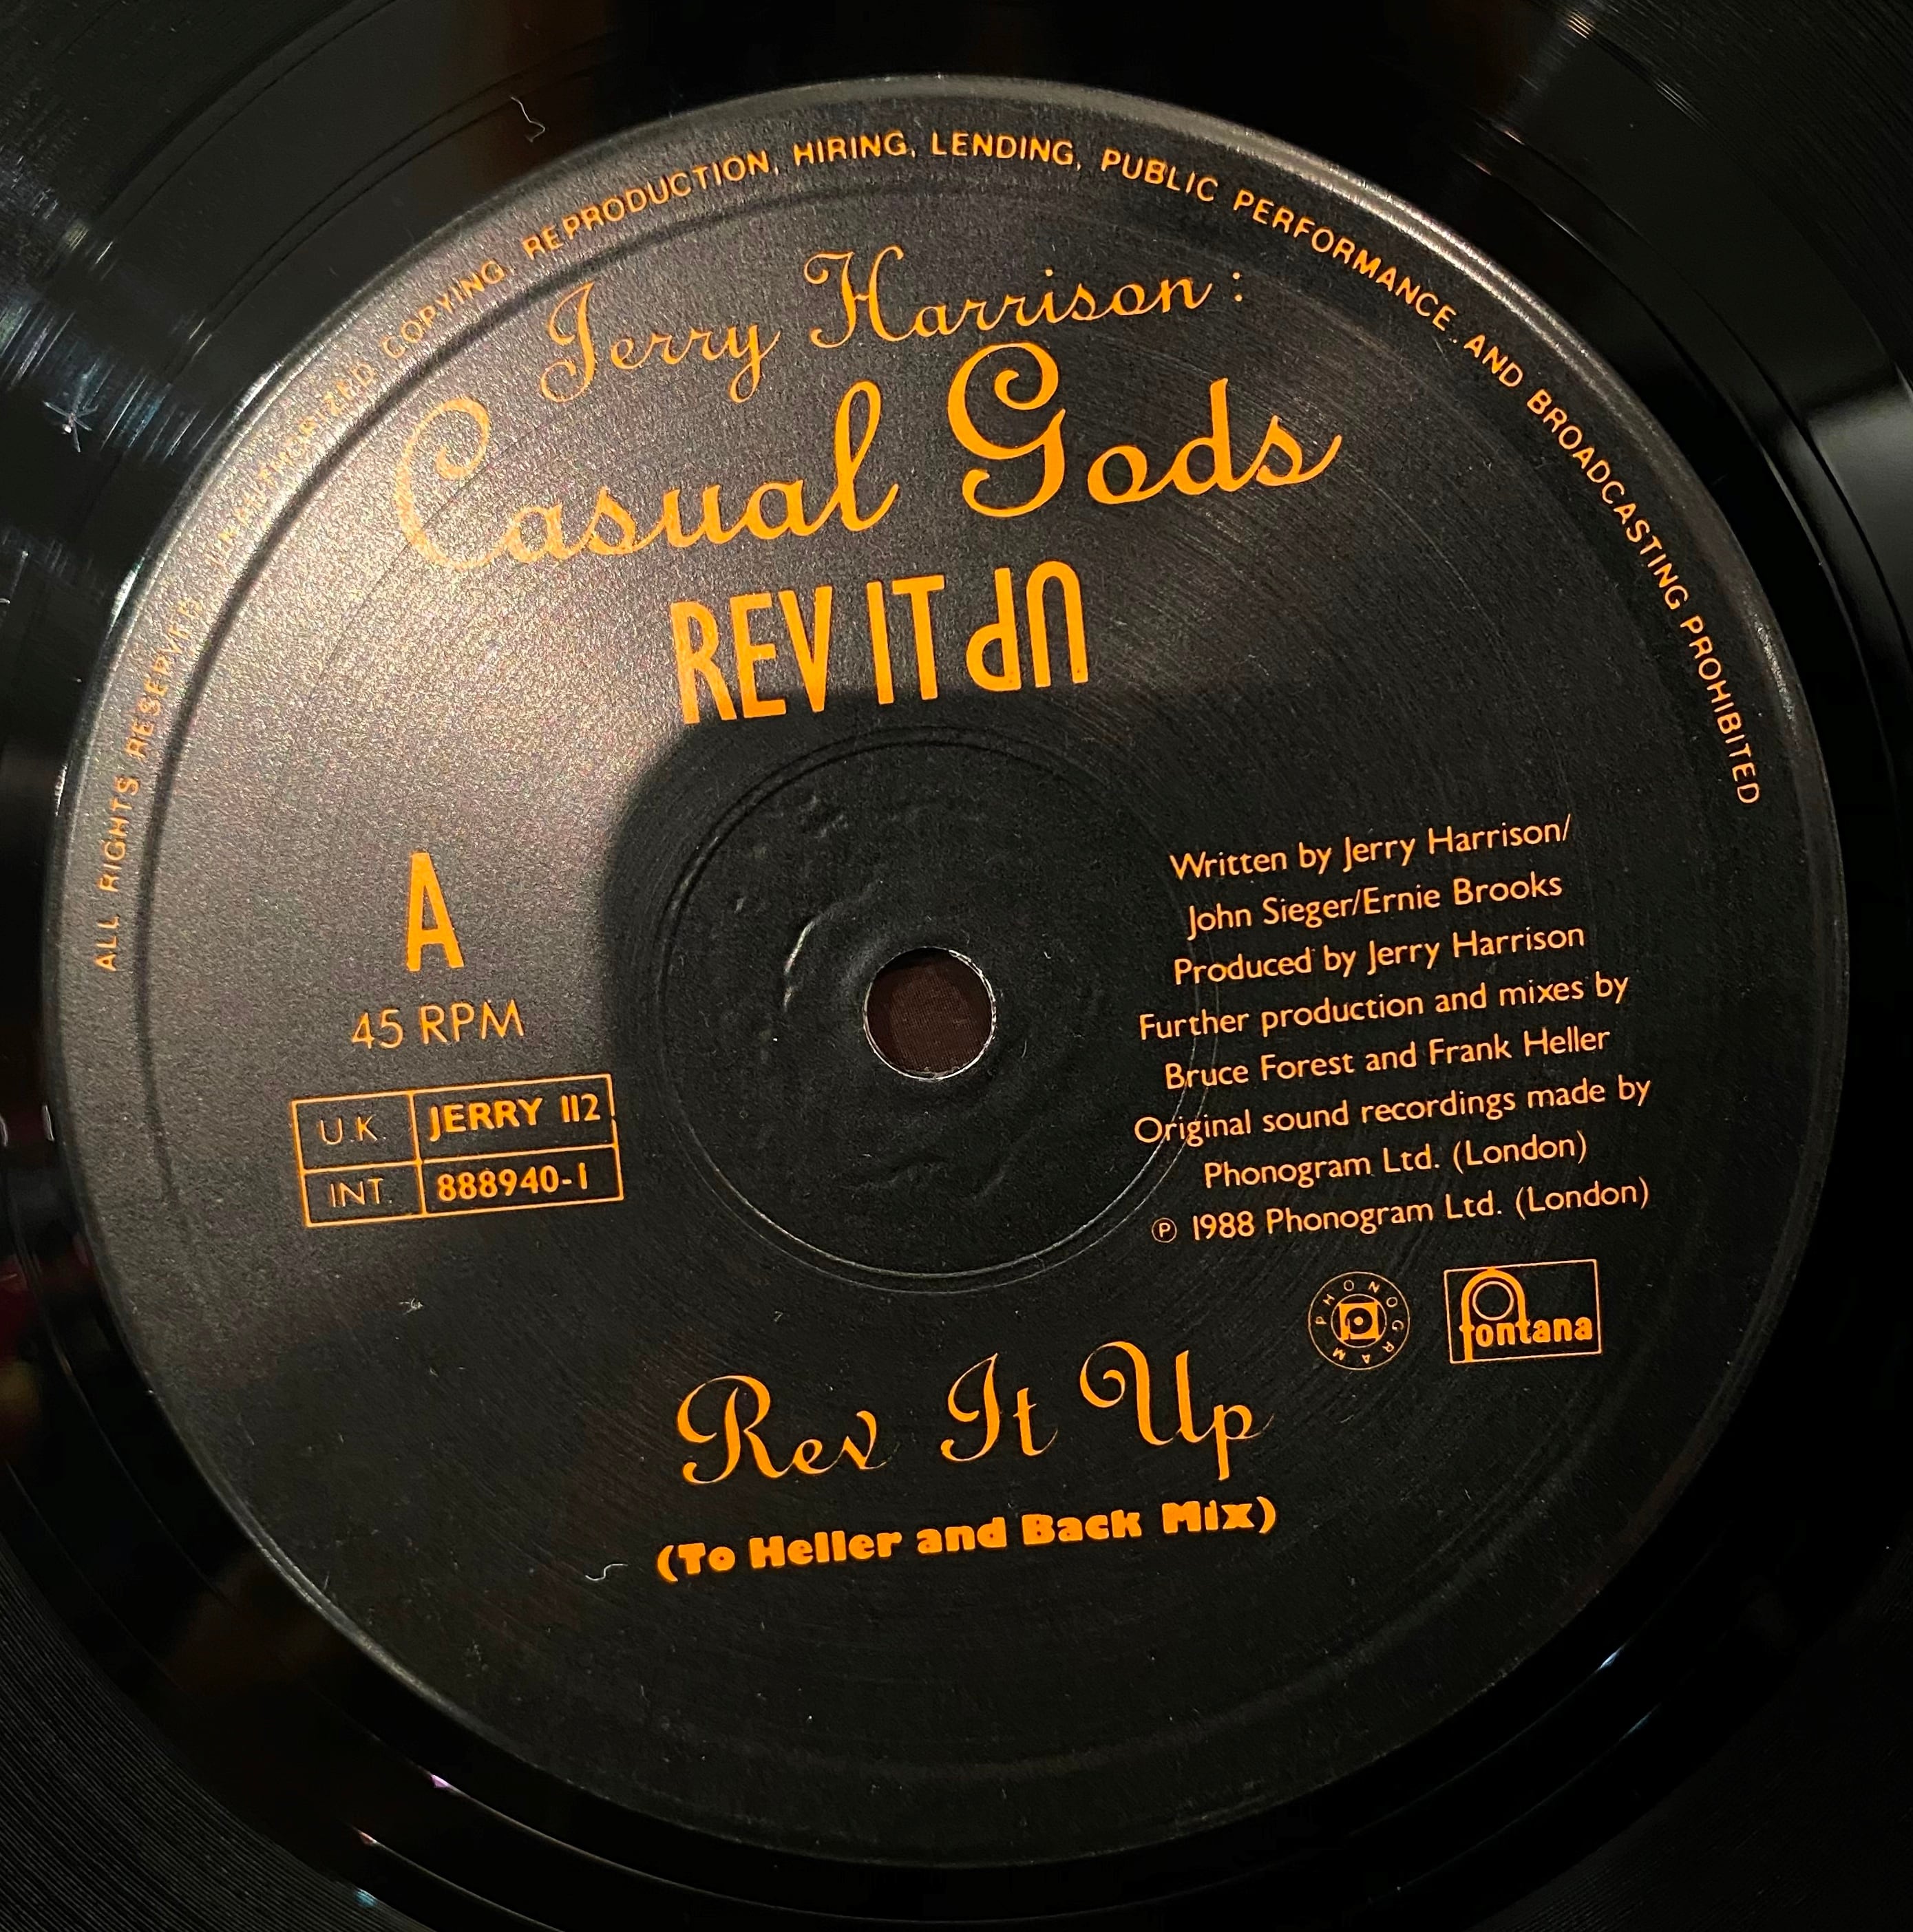 ALL RIGHTS RESERVED. UNAUTHORIZED COPYING, REPRODUCTION, HIRING, LENDING, PUBLIC PERFORMANCE AND BROADCASTING PROHIBITED
Jerry Harrison:
Casual Gods
REV IT UP
A
45 RPM
U.K. JERRY 112
INT. 888940-1
Written by Jerry Harrison/
John Sieger/Ernie Brooks
Produced by Jerry Harrison
Further production and mixes by
Bruce Forest and Frank Heller
Original sound recordings made by
Phonogram Ltd. (London)
℗ 1988 Phonogram Ltd. (London)
PHONOGRAM
fontana
Rev It Up
(To Heller and Back Mix)